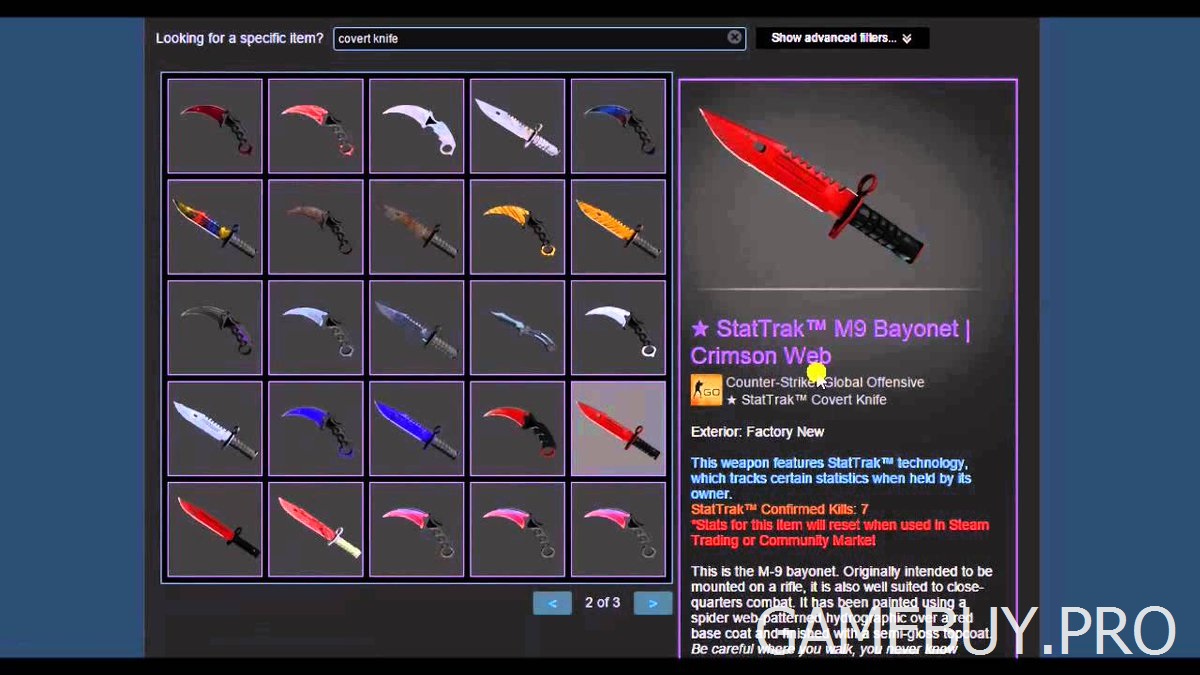 Looking for a specific item?
covert knife
Show advanced filters...
★ StatTrak™ M9 Bayonet |
Crimson Web
GO
Counter-Strike: Global Offensive
★ StatTrak™ Covert Knife
Exterior: Factory New
This weapon features StatTrak™ technology,
which tracks certain statistics when held by its
owner.
StatTrak™ Confirmed Kills: 7
*Stats for this item will reset when used in Steam
Trading or Community Market
This is the M-9 bayonet. Originally intended to be
mounted on a rifle, it is also well suited to close-
quarters combat. It has been painted using a
spider web-patterned hydrographic over a red
base coat and finished with a semi-gloss topcoat.
Be careful where you walk, you never know
< 2 of 3 >
GAMEBUY.PRO